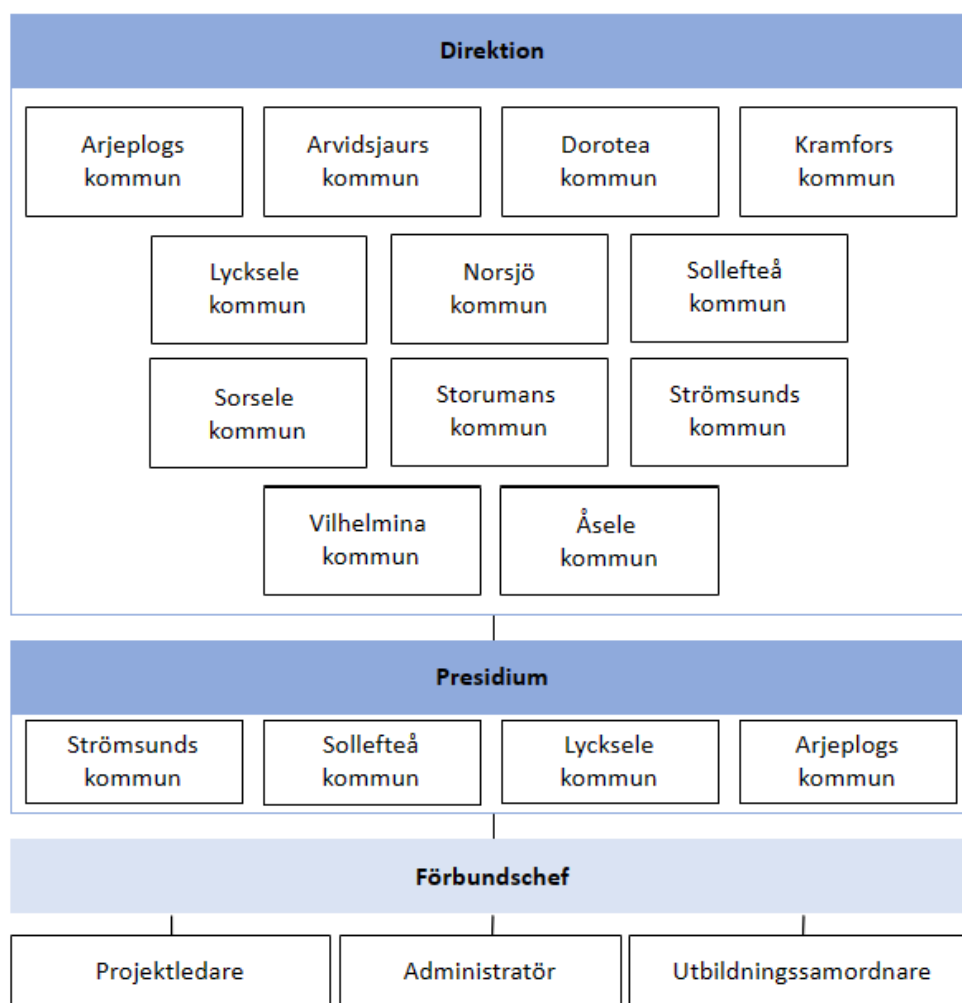 Direktion
Arjeplogs
kommun
Arvidsjaurs
kommun
Dorotea
kommun
Kramfors
kommun
Lycksele
kommun
Norsjö
kommun
Sollefteå
kommun
Sorsele
kommun
Storumans
kommun
Strömsunds
kommun
Vilhelmina
kommun
Åsele
kommun
Presidium
Strömsunds
kommun
Sollefteå
kommun
Lycksele
kommun
Arjeplogs
kommun
Förbundschef
Projektledare
Administratör
Utbildningssamordnare